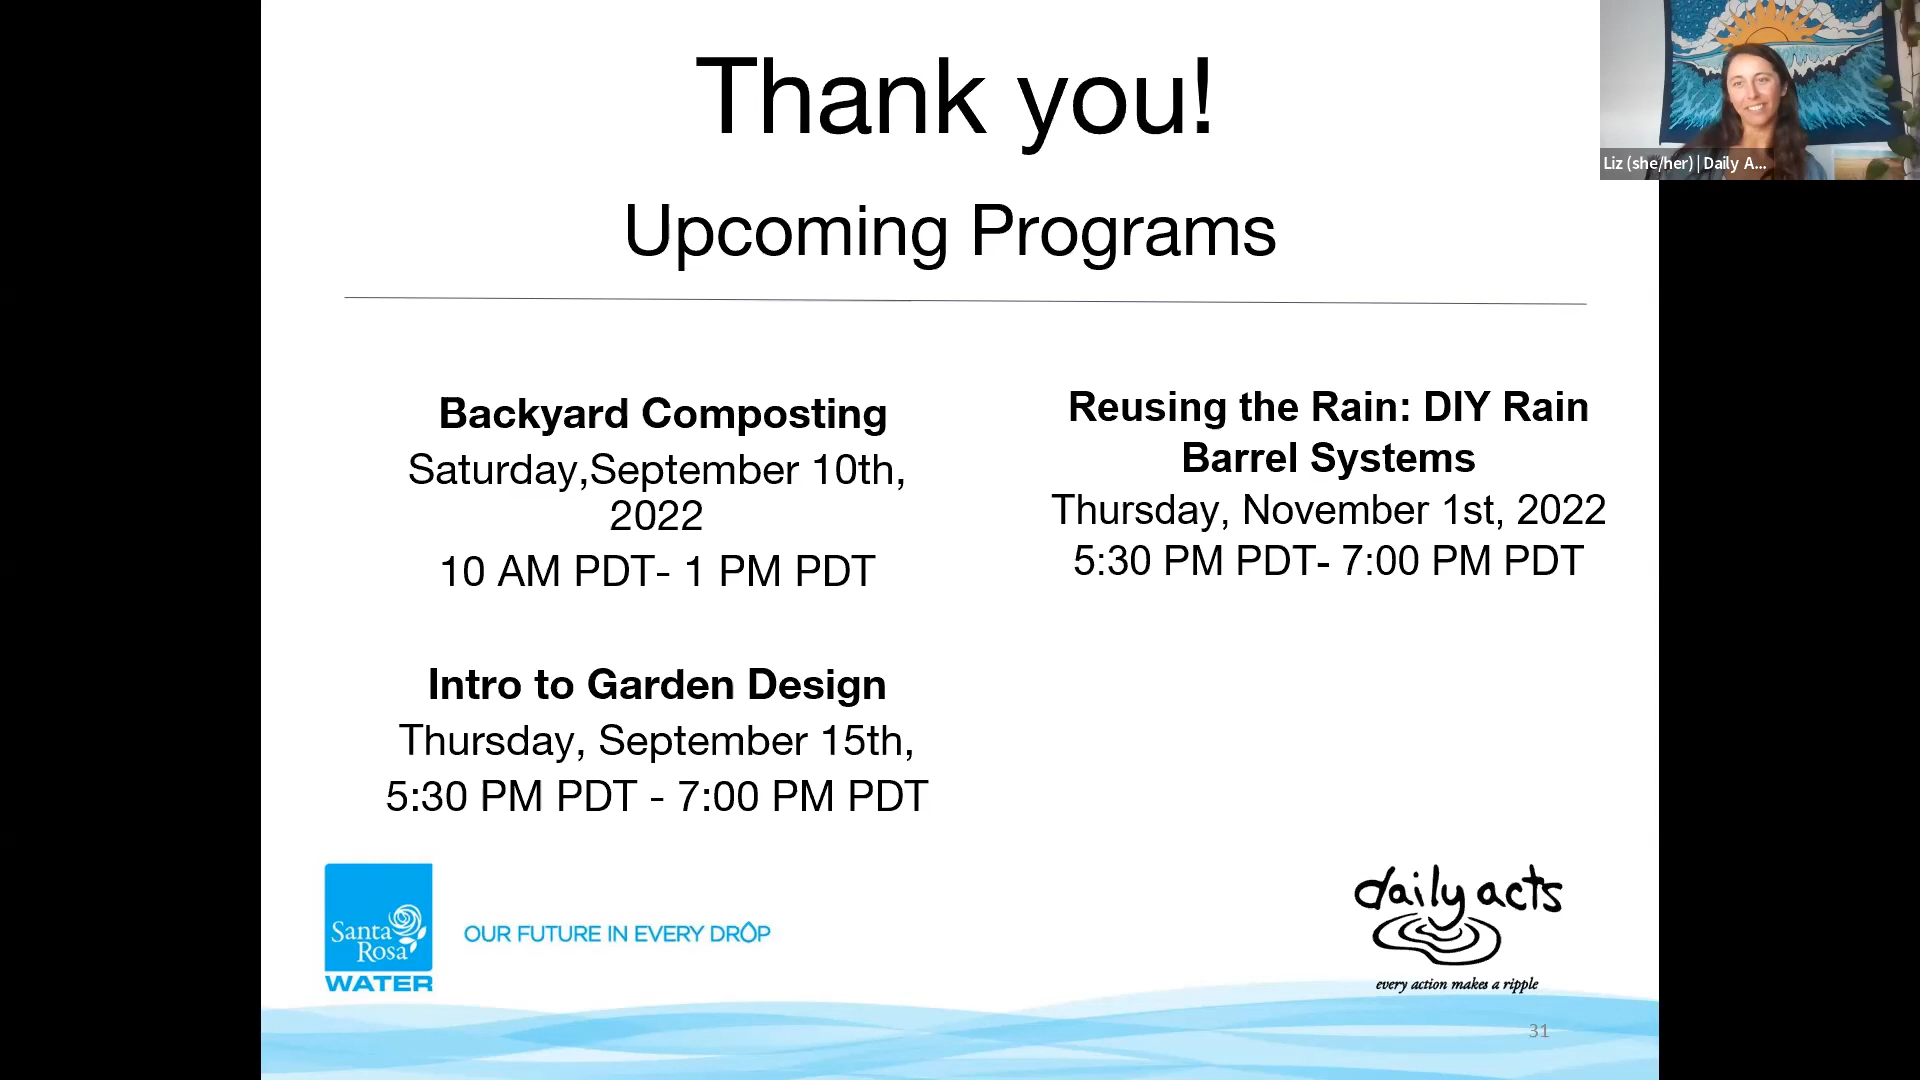 Thank you!
Upcoming Programs
Backyard Composting
Saturday,September 10th,
2022
10 AM PDT- 1 PM PDT
Intro to Garden Design
Thursday, September 15th,
5:30 PM PDT - 7:00 PM PDT
Reusing the Rain: DIY Rain
Barrel Systems
Thursday, November 1st, 2022
5:30 PM PDT- 7:00 PM PDT
Santa
Rosa
WATER
OUR FUTURE IN EVERY DROP
daily acts
every action makes a ripple
31
Liz (she/her) | Daily A...